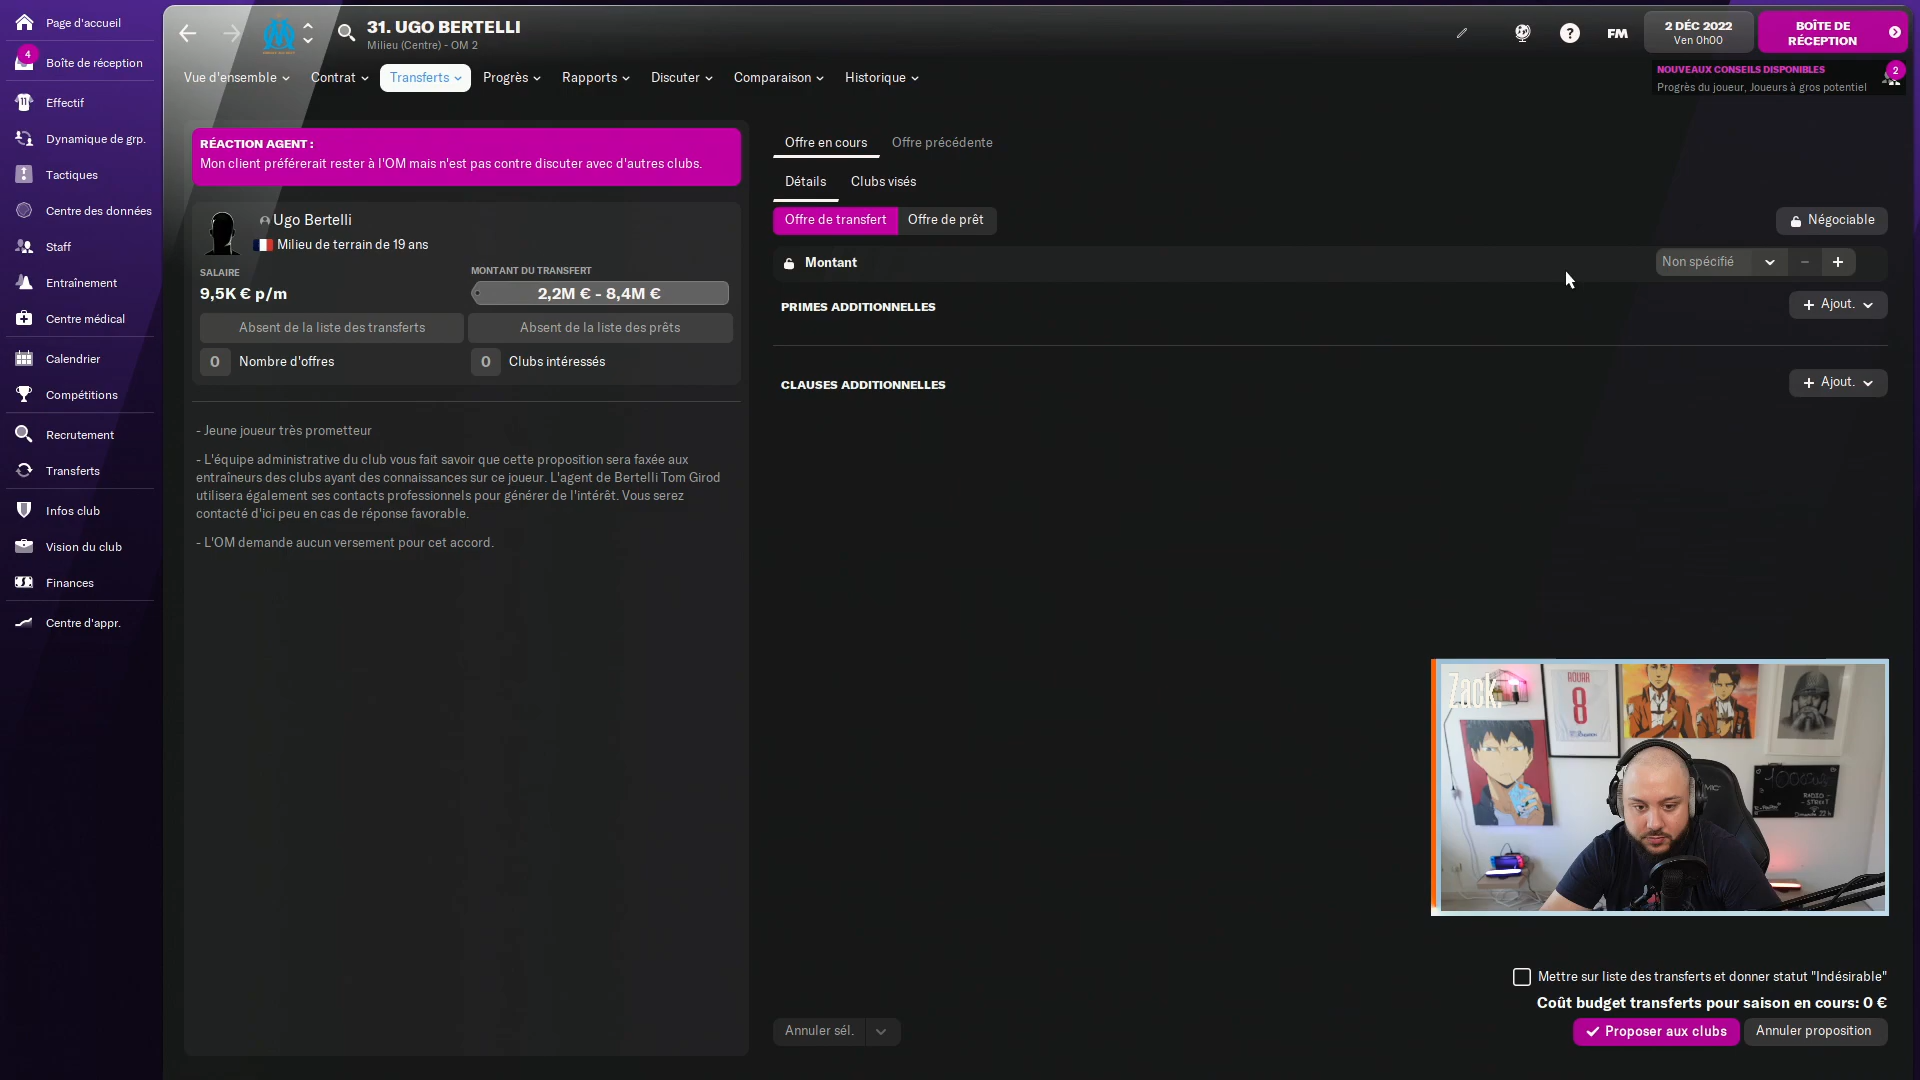 Page d'accueil
4
Boîte de réception
Effectif
Dynamique de grp.
Tactiques
Centre des données
Staff
Entraînement
Centre médical
Calendrier
Compétitions
Recrutement
Transferts
Infos club
Vision du club
Finances
Centre d'appr.
31. UGO BERTELLI
Milieu (Centre) - OM 2
FM
2 DÉC 2022
Ven 0h00
BOÎTE DE
RÉCEPTION
Vue d'ensemble
Contrat
Transferts
Progrès
Rapports
Discuter
Comparaison
Historique
NOUVEAUX CONSEILS DISPONIBLES
2
Progrès du joueur, Joueurs à gros potentiel
RÉACTION AGENT :
Mon client préférerait rester à l'OM mais n'est pas contre discuter avec d'autres clubs.
Ugo Bertelli
Milieu de terrain de 19 ans
SALAIRE
9,5K € p/m
MONTANT DU TRANSFERT
2,2M € - 8,4M €
Absent de la liste des transferts
Absent de la liste des prêts
0 Nombre d'offres
0 Clubs intéressés
- Jeune joueur très prometteur
- L'équipe administrative du club vous fait savoir que cette proposition sera faxée aux
entraîneurs des clubs ayant des connaissances sur ce joueur. L'agent de Bertelli Tom Girod
utilisera également ses contacts professionnels pour générer de l'intérêt. Vous serez
contacté d'ici peu en cas de réponse favorable.
- L'OM demande aucun versement pour cet accord.
Offre en cours
Offre précédente
Détails
Clubs visés
Offre de transfert
Offre de prêt
Négociable
Montant
Non spécifié
PRIMES ADDITIONNELLES
+ Ajout.
CLAUSES ADDITIONNELLES
+ Ajout.
Zack.
ROUAR
8
RADIO
STREET
Mettre sur liste des transferts et donner statut "Indésirable"
Coût budget transferts pour saison en cours: 0 €
Annuler sél.
Proposer aux clubs
Annuler proposition